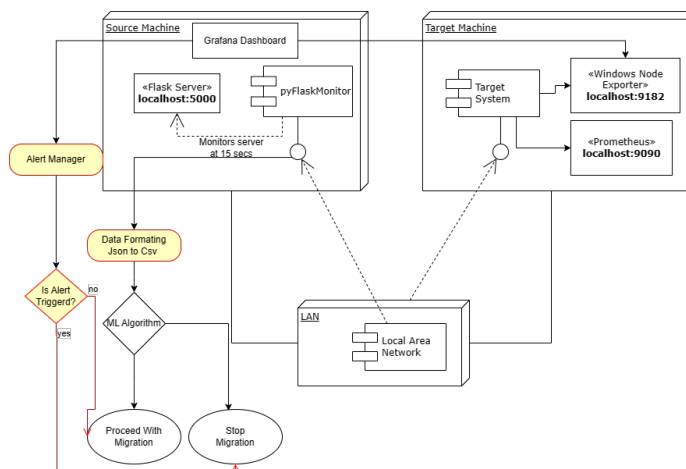 Source Machine
Grafana Dashboard
«Flask Server»
localhost:5000
pyFlaskMonitor
Monitors server
at 15 secs
Target Machine
Target
System
«Windows Node
Exporter»
localhost:9182
«Prometheus»
localhost:9090
Alert Manager
Data Formating
Json to Csv
Is Alert
Triggerd?
no
yes
ML Algorithm
LAN
Local Area
Network
Proceed With
Migration
Stop
Migration